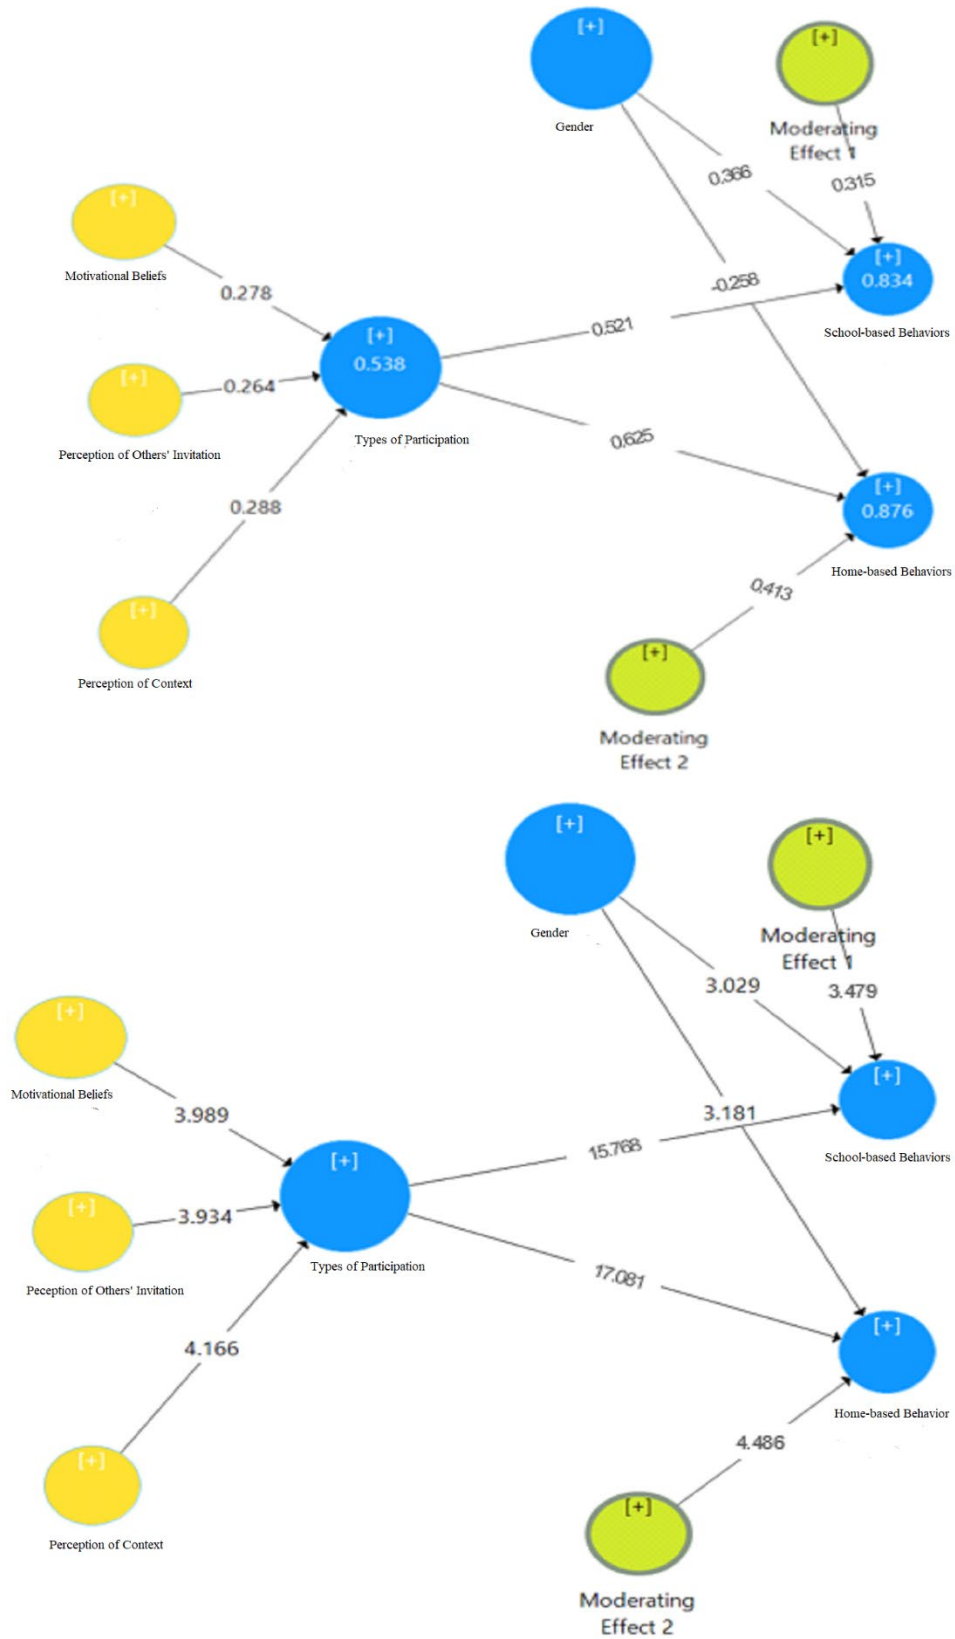 [+]
[+]
Gender
Moderating
Effect 1
0.366
0.315
[+]
Motivational Beliefs
0.278
-0.258
[+]
0.834
School-based Behaviors
[+]
0.538
0.521
[+]
0.264
Perception of Others' Invitation
Types of Participation
0.625
[+]
0.876
0.288
Home-based Behaviors
0.413
[+]
Perception of Context
[+]
Moderating
Effect 2
[+]
[+]
Gender
Moderating
Effect 1
3.029
3.479
[+]
Motivational Beliefs
3.989
3.181
[+]
School-based Behaviors
15.768
[+]
[+]
3.934
Peception of Others' Invitation
Types of Participation
17.081
[+]
4.166
Home-based Behavior
4.486
[+]
Perception of Context
[+]
Moderating
Effect 2